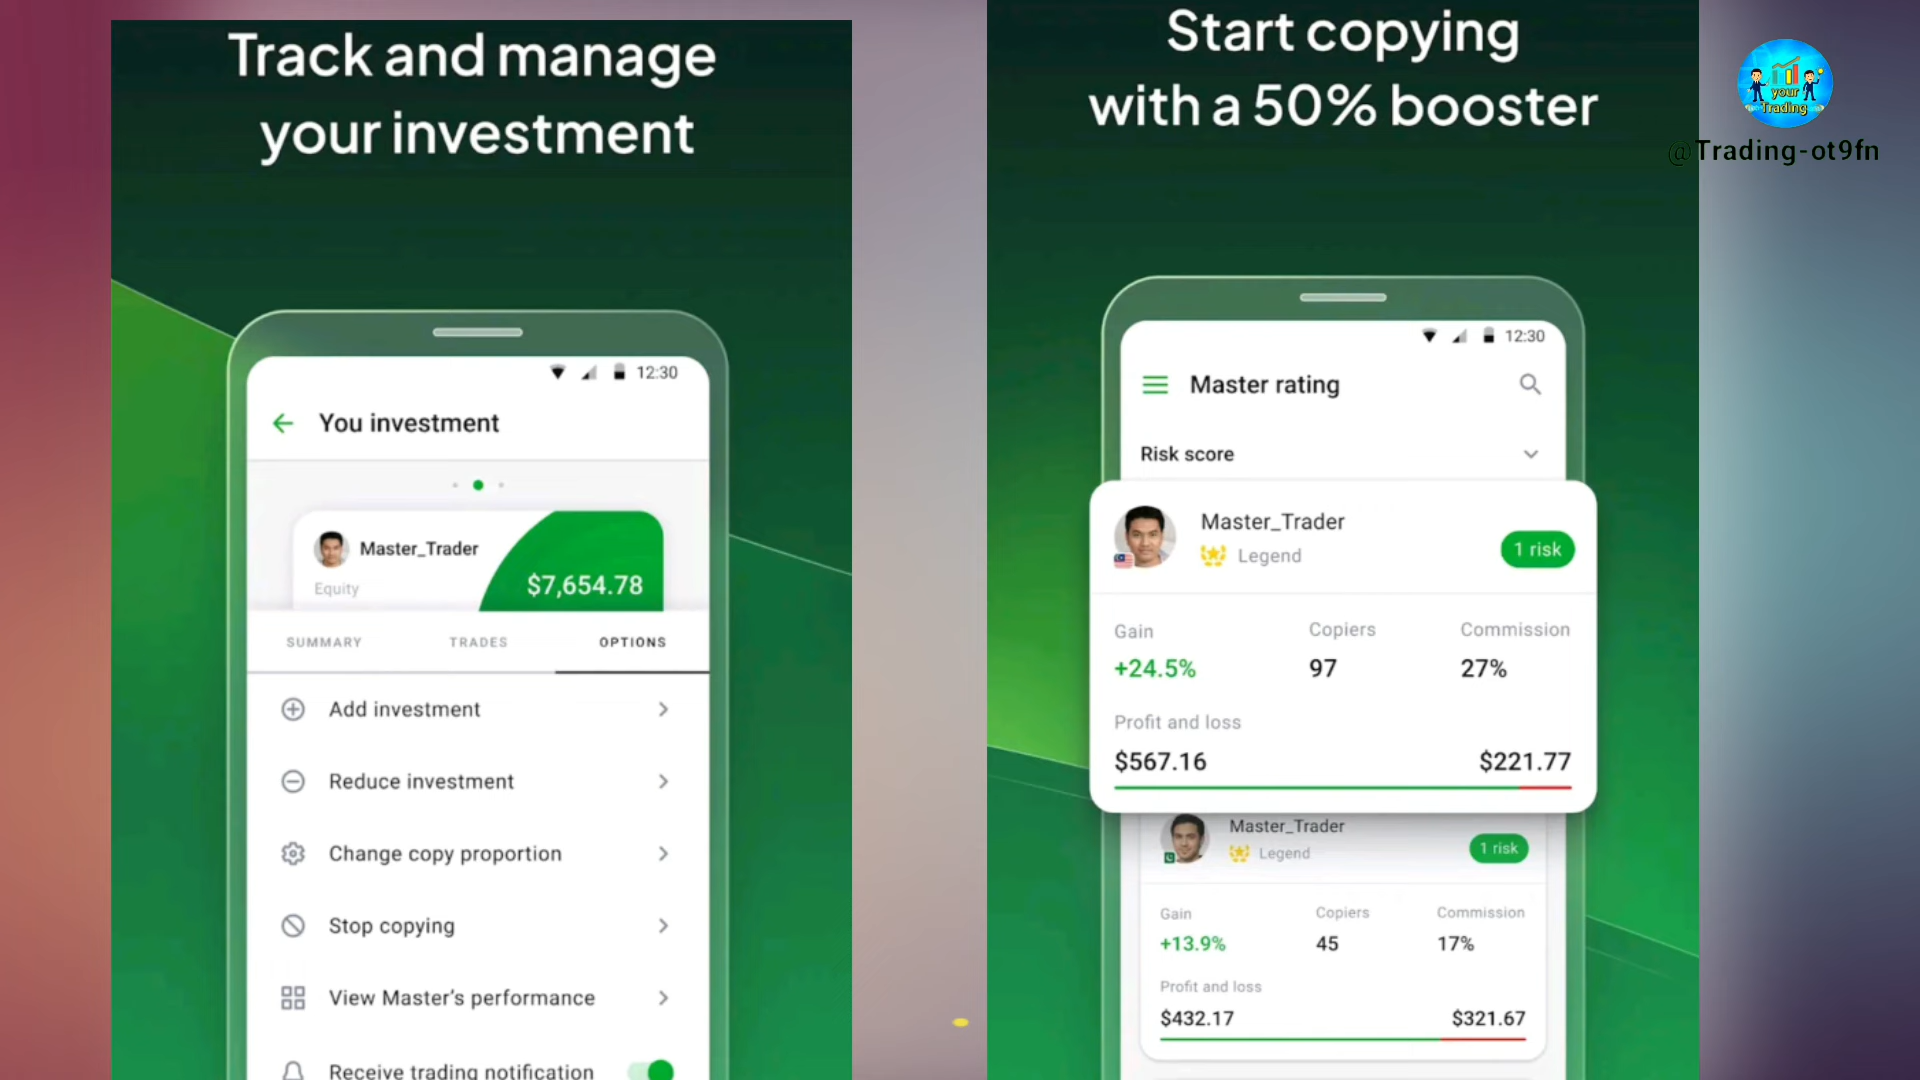 Track and manage
your investment
12:30
You investment
Master_Trader
Equity
$7,654.78
SUMMARY
TRADES
OPTIONS
Add investment
Reduce investment
Change copy proportion
Stop copying
View Master's performance
Receive trading notification
Start copying
with a 50% booster
12:30
Master rating
Risk score
Master_Trader
Legend
1 risk
Gain
Copiers
Commission
+24.5%
97
27%
Profit and loss
$567.16
$221.77
Master_Trader
Legend
1 risk
Gain
Copiers
Commission
+13.9%
45
17%
Profit and loss
$432.17
$321.67
your
Trading
@Trading-ot9fn